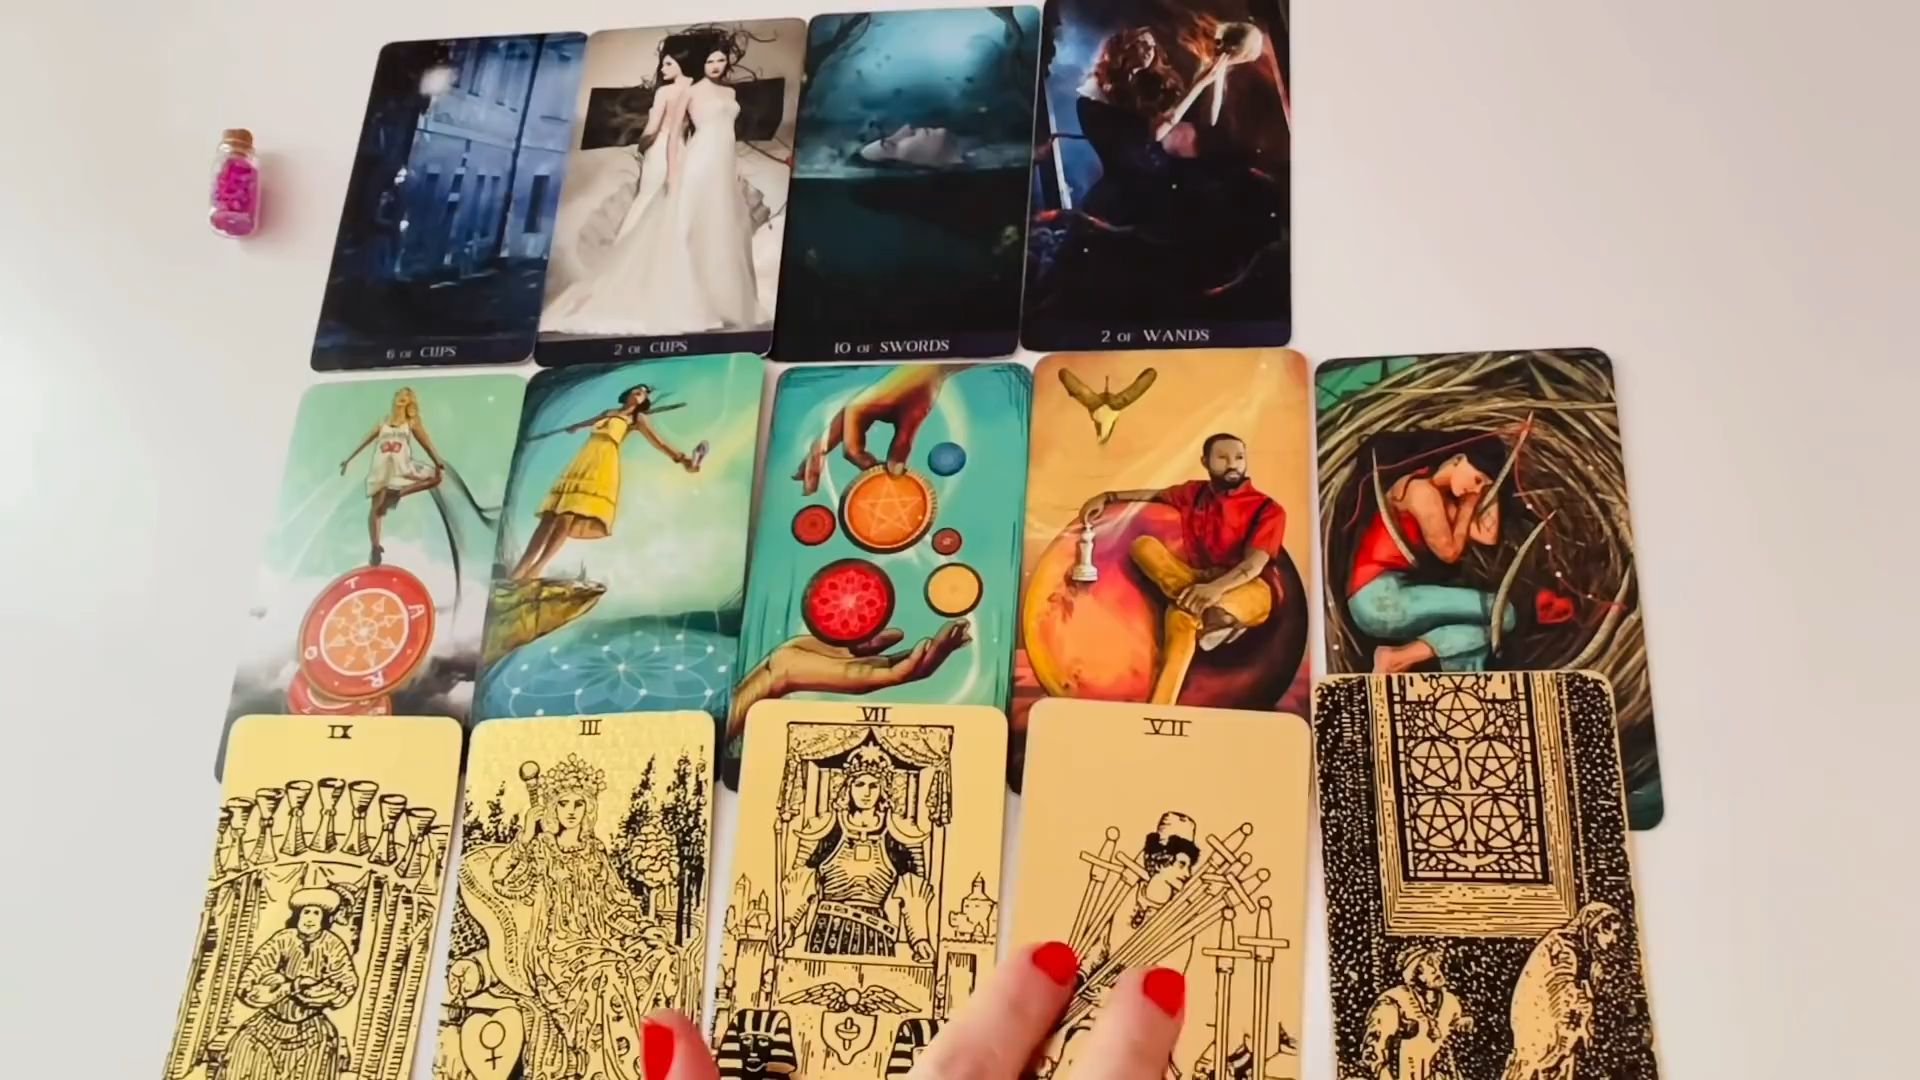 6 OF CUPS
2 OF CUPS
10 OF SWORDS
2 OF WANDS
T
A
R
O
IX
III
VII
VII